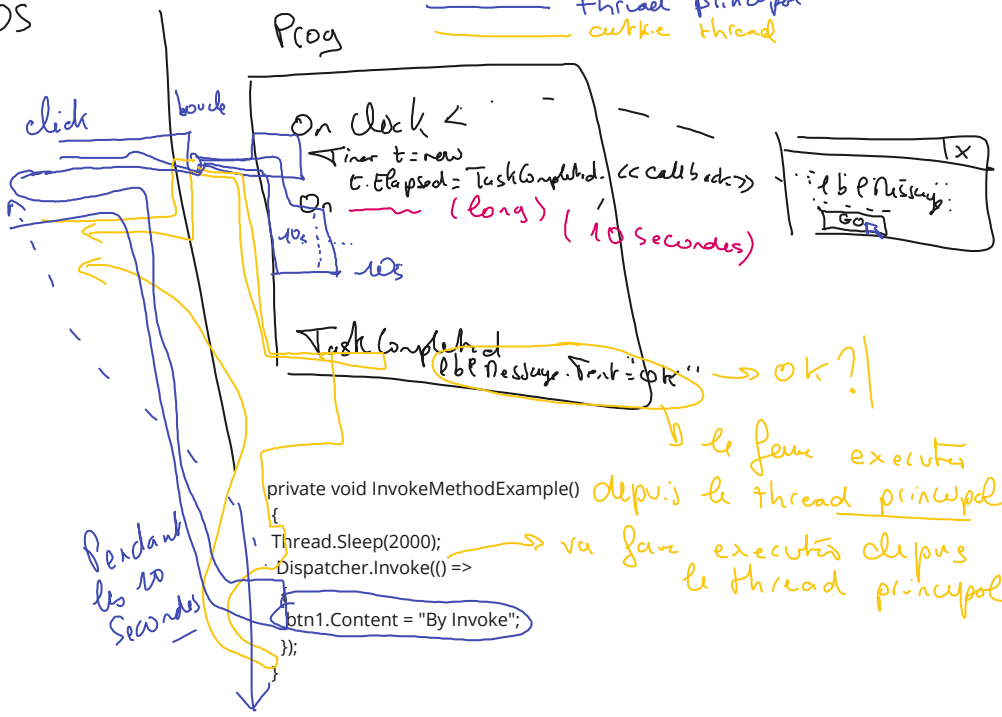 OS
thread principal
autre thread
Prog
click
boucle
On Clock <
Timer t = new
t.Elapsed = TaskCompleted. <<callback>>
On (long) (10 secondes)
10s
10s
X
lblMessage
GO
TaskCompleted
lblMessage.Text = "ok"
→ OK ?!
le faire executer
depuis le thread principal
private void InvokeMethodExample()
{
Thread.Sleep(2000);
Dispatcher.Invoke(() =>
{
btn1.Content = "By Invoke";
});
}
→ va faire executer depuis
le thread principal
Pendant
les 10
Secondes